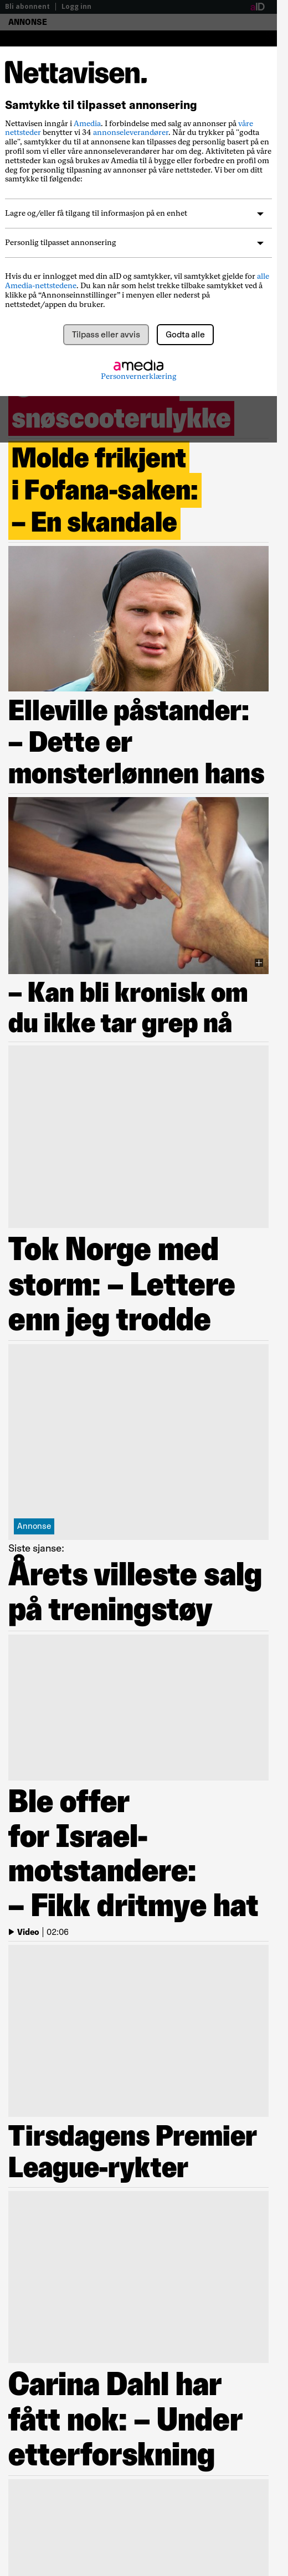 Bli abonnent | Logg inn
aID
ANNONSE
Nettavisen.
Samtykke til tilpasset annonsering
Nettavisen inngår i Amedia. I forbindelse med salg av annonser på våre
nettsteder benytter vi 34 annonseleverandører. Når du trykker på "godta
alle", samtykker du til at annonsene kan tilpasses deg personlig basert på en
profil som vi eller våre annonseleverandører har om deg. Aktiviteten på våre
nettsteder kan også brukes av Amedia til å bygge eller forbedre en profil om
deg for personlig tilpasning av annonser på våre nettsteder. Vi ber om ditt
samtykke til følgende:
Lagre og/eller få tilgang til informasjon på en enhet
Personlig tilpasset annonsering
Hvis du er innlogget med din aID og samtykker, vil samtykket gjelde for alle
Amedia-nettstedene. Du kan når som helst trekke tilbake samtykket ved å
klikke på “Annonseinnstillinger” i menyen eller nederst på
nettstedet/appen du bruker.
Tilpass eller avvis
Godta alle
amedia
Personvernerklæring
snøscooterulykke
Molde frikjent
i Fofana-saken:
– En skandale
Elleville påstander:
– Dette er
monsterlønnen hans
– Kan bli kronisk om
du ikke tar grep nå
Tok Norge med
storm: – Lettere
enn jeg trodde
Annonse
Siste sjanse:
Årets villeste salg
på treningstøy
Ble offer
for Israel-
motstandere:
– Fikk dritmye hat
Video | 02:06
Tirsdagens Premier
League-rykter
Carina Dahl har
fått nok: – Under
etterforskning